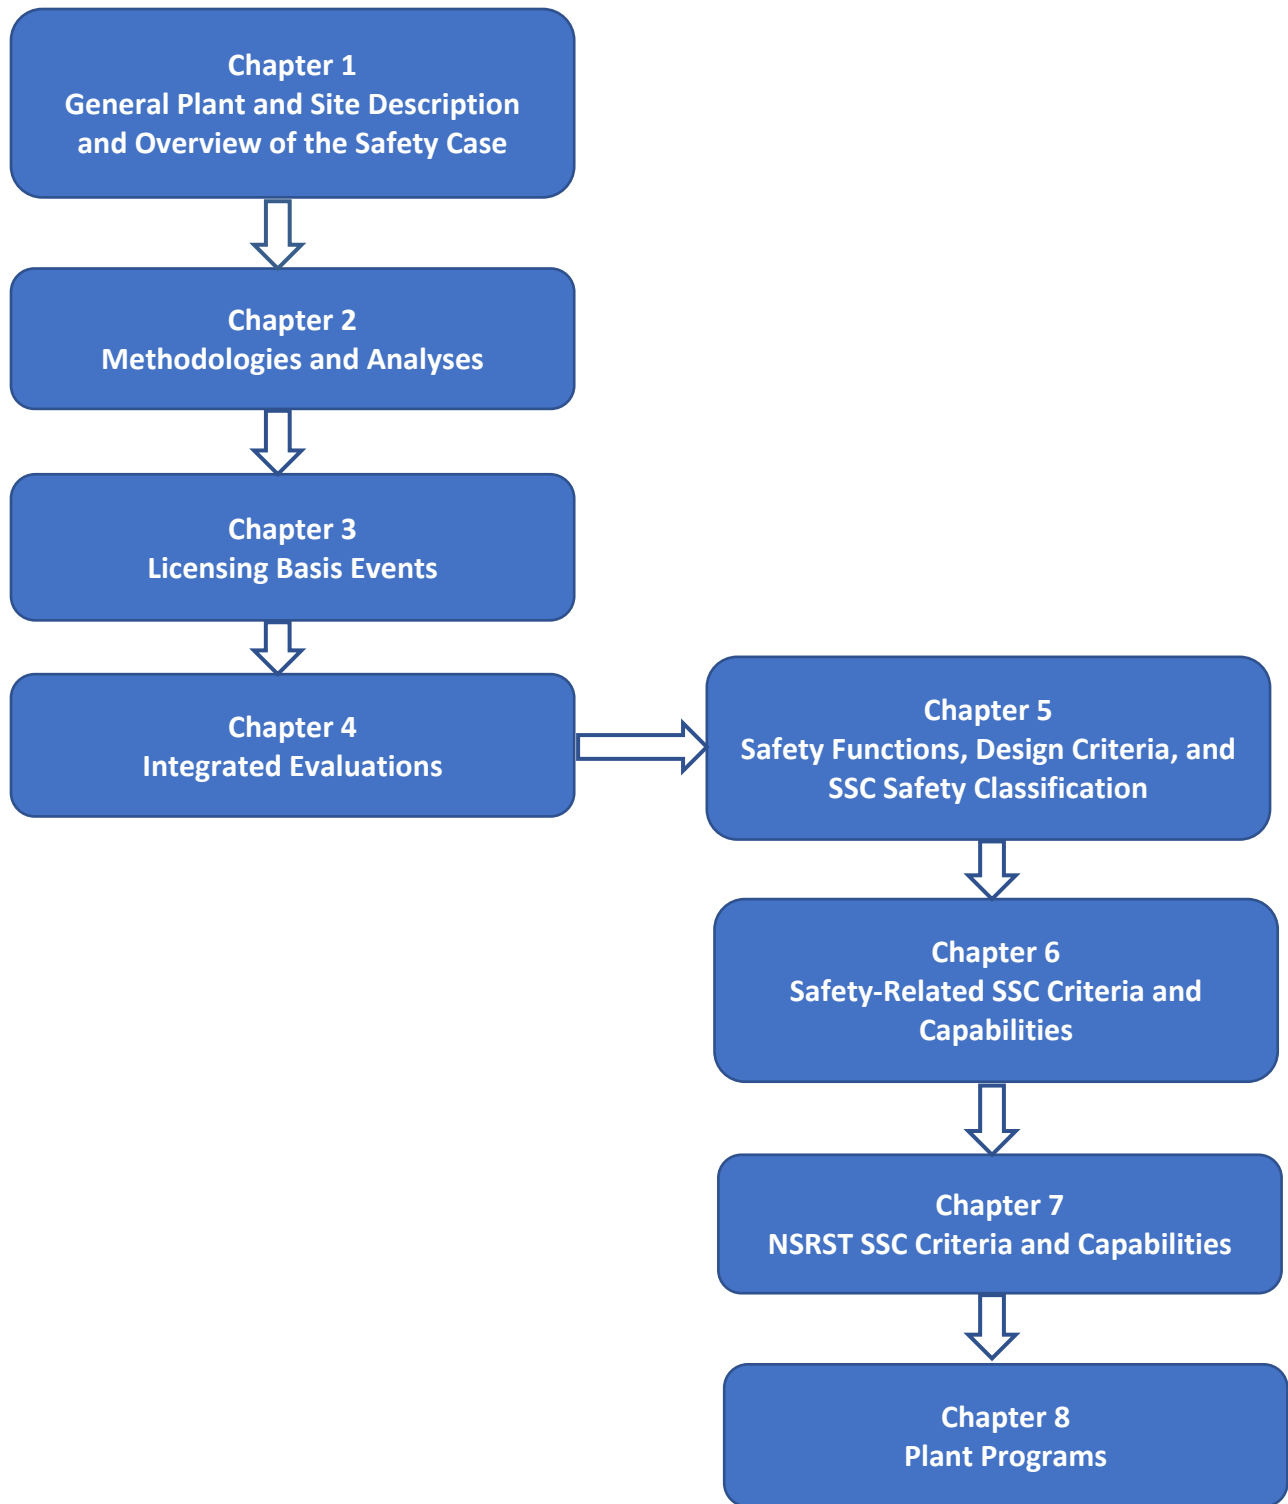 Chapter 1
General Plant and Site Description
and Overview of the Safety Case
Chapter 2
Methodologies and Analyses
Chapter 3
Licensing Basis Events
Chapter 4
Integrated Evaluations
Chapter 5
Safety Functions, Design Criteria, and
SSC Safety Classification
Chapter 6
Safety-Related SSC Criteria and
Capabilities
Chapter 7
NSRST SSC Criteria and Capabilities
Chapter 8
Plant Programs